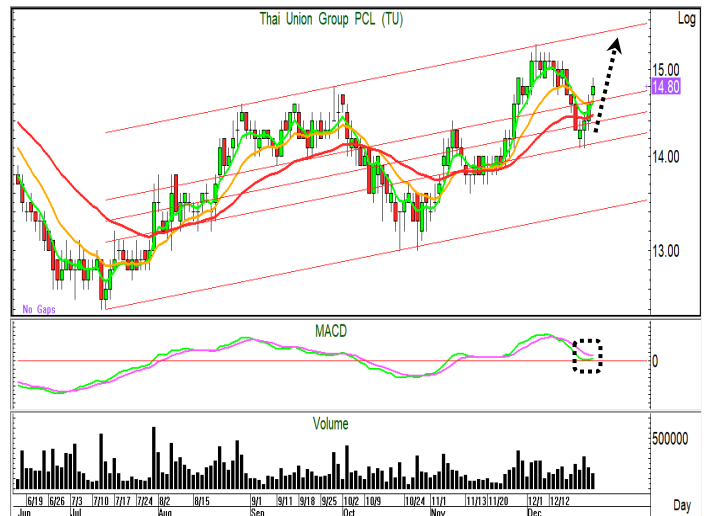 Thai Union Group PCL (TU)
Log
15.00
14.80
14.00
13.00
No Gaps
MACD
0
Volume
500000
6/19 6/26 7/3 7/10 7/17 7/24 8/2 8/15 9/1 9/11 9/18 9/25 10/2 10/9 10/24 11/1 11/13 11/20 12/1 12/12
Jun Jul Aug Sep Oct Nov Dec
Day